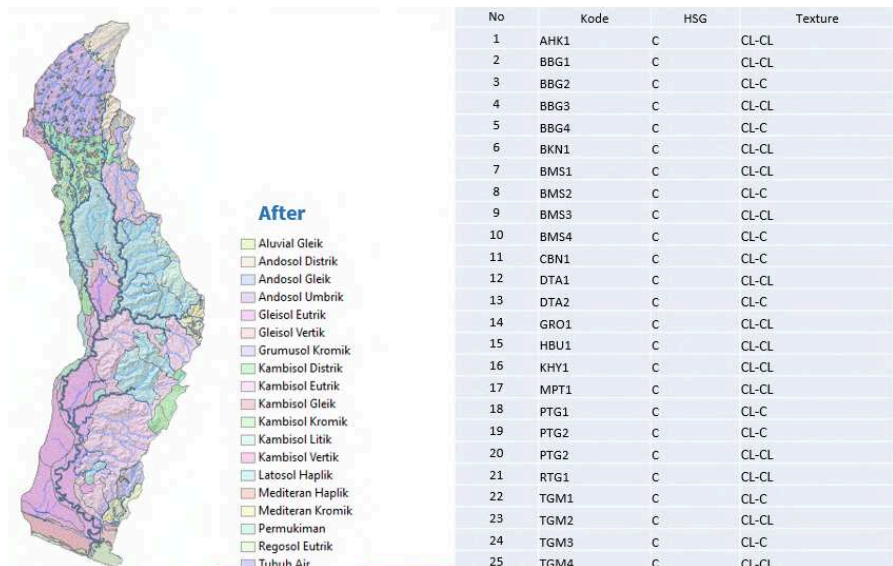 After
Aluvial Gleik
Andosol Distrik
Andosol Gleik
Andosol Umbrik
Gleisol Eutrik
Gleisol Vertik
Grumusol Kromik
Kambisol Distrik
Kambisol Eutrik
Kambisol Gleik
Kambisol Kromik
Kambisol Litik
Kambisol Vertik
Latosol Haplik
Mediteran Haplik
Mediteran Kromik
Permukiman
Regosol Eutrik
Tubuh Air
No Kode HSG Texture
1 AHK1 C CL-CL
2 BBG1 C CL-CL
3 BBG2 C CL-C
4 BBG3 C CL-CL
5 BBG4 C CL-C
6 BKN1 C CL-CL
7 BMS1 C CL-CL
8 BMS2 C CL-C
9 BMS3 C CL-CL
10 BMS4 C CL-C
11 CBN1 C CL-C
12 DTA1 C CL-CL
13 DTA2 C CL-C
14 GRO1 C CL-CL
15 HBU1 C CL-CL
16 KHY1 C CL-CL
17 MPT1 C CL-CL
18 PTG1 C CL-C
19 PTG2 C CL-C
20 PTG2 C CL-CL
21 RTG1 C CL-CL
22 TGM1 C CL-C
23 TGM2 C CL-CL
24 TGM3 C CL-C
25 TGM4 C CL-CL